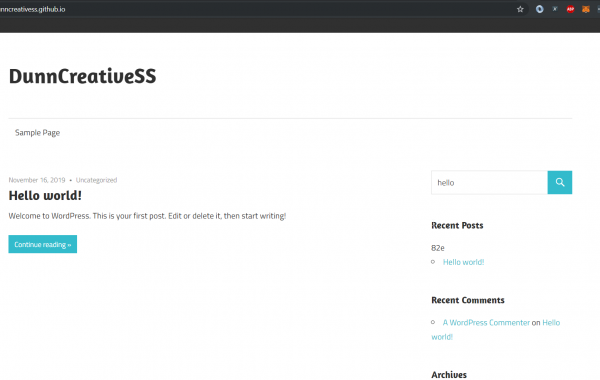 nncreativess.github.io
ABP
DunnCreativeSS
Sample Page
November 16, 2019 • Uncategorized
Hello world!
Welcome to WordPress. This is your first post. Edit or delete it, then start writing!
Continue reading »
hello
Recent Posts
82e
Hello world!
Recent Comments
A WordPress Commenter on Hello
world!
Archives